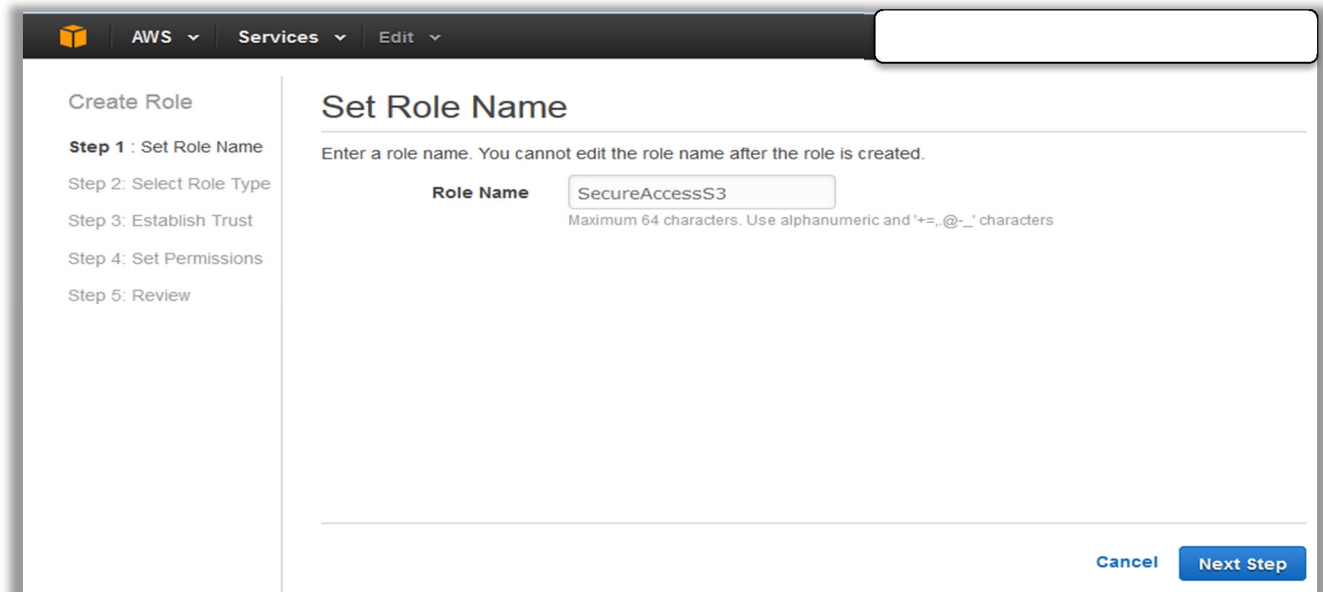 AWS Services Edit
Create Role
Step 1 : Set Role Name
Step 2: Select Role Type
Step 3: Establish Trust
Step 4: Set Permissions
Step 5: Review
Set Role Name
Enter a role name. You cannot edit the role name after the role is created.
Role Name SecureAccessS3
Maximum 64 characters. Use alphanumeric and '+=,.@-_' characters
Cancel Next Step